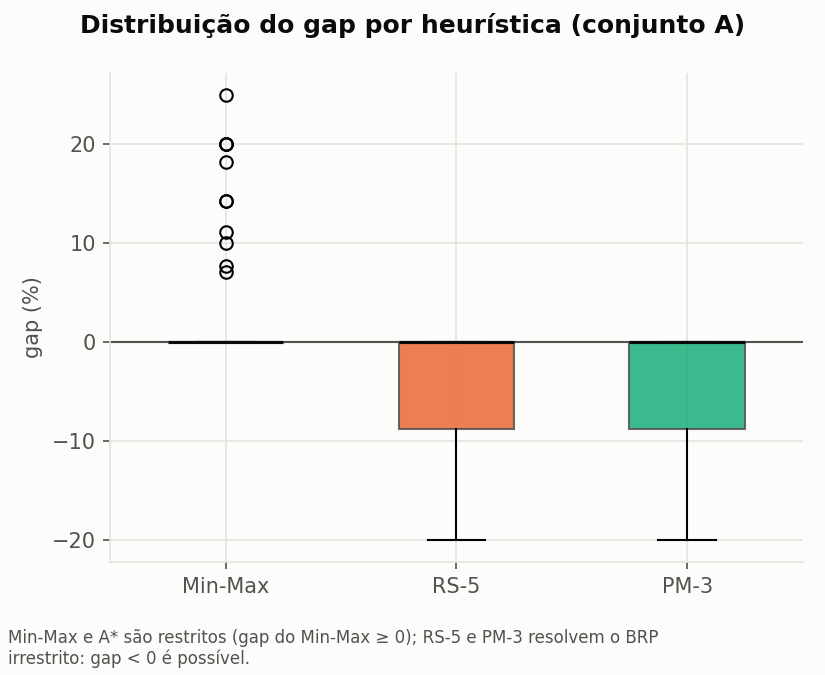 Distribuição do gap por heurística (conjunto A)
gap (%)
20
10
0
−10
−20
Min-Max RS-5 PM-3
Min-Max e A* são restritos (gap do Min-Max ≥ 0); RS-5 e PM-3 resolvem o BRP
irrestrito: gap < 0 é possível.